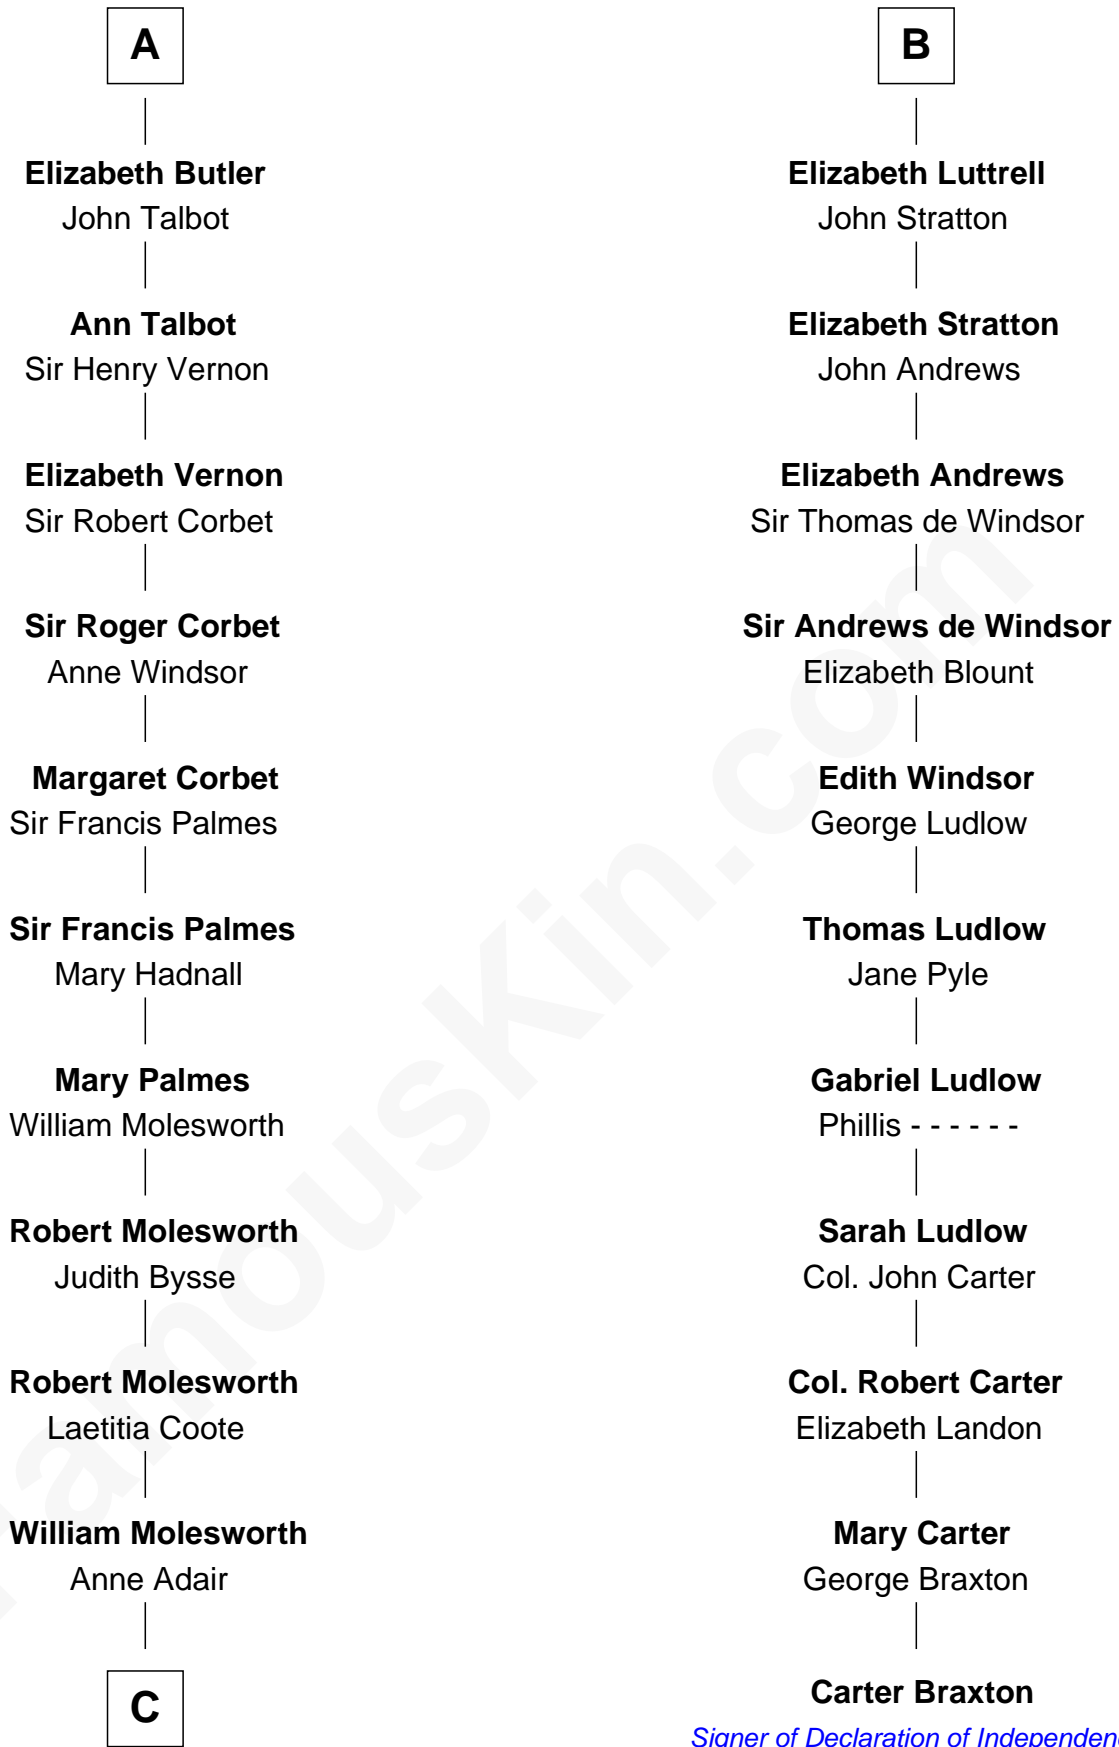 A
Elizabeth Butler
John Talbot
Ann Talbot
Sir Henry Vernon
Elizabeth Vernon
Sir Robert Corbet
Sir Roger Corbet
Anne Windsor
Margaret Corbet
Sir Francis Palmes
Sir Francis Palmes
Mary Hadnall
Mary Palmes
William Molesworth
Robert Molesworth
Judith Bysse
Robert Molesworth
Laetitia Coote
William Molesworth
Anne Adair
C
B
Elizabeth Luttrell
John Stratton
Elizabeth Stratton
John Andrews
Elizabeth Andrews
Sir Thomas de Windsor
Sir Andrews de Windsor
Elizabeth Blount
Edith Windsor
George Ludlow
Thomas Ludlow
Jane Pyle
Gabriel Ludlow
Phillis - - - - - -
Sarah Ludlow
Col. John Carter
Col. Robert Carter
Elizabeth Landon
Mary Carter
George Braxton
Carter Braxton
Signer of Declaration of Independen
FamousKin.com